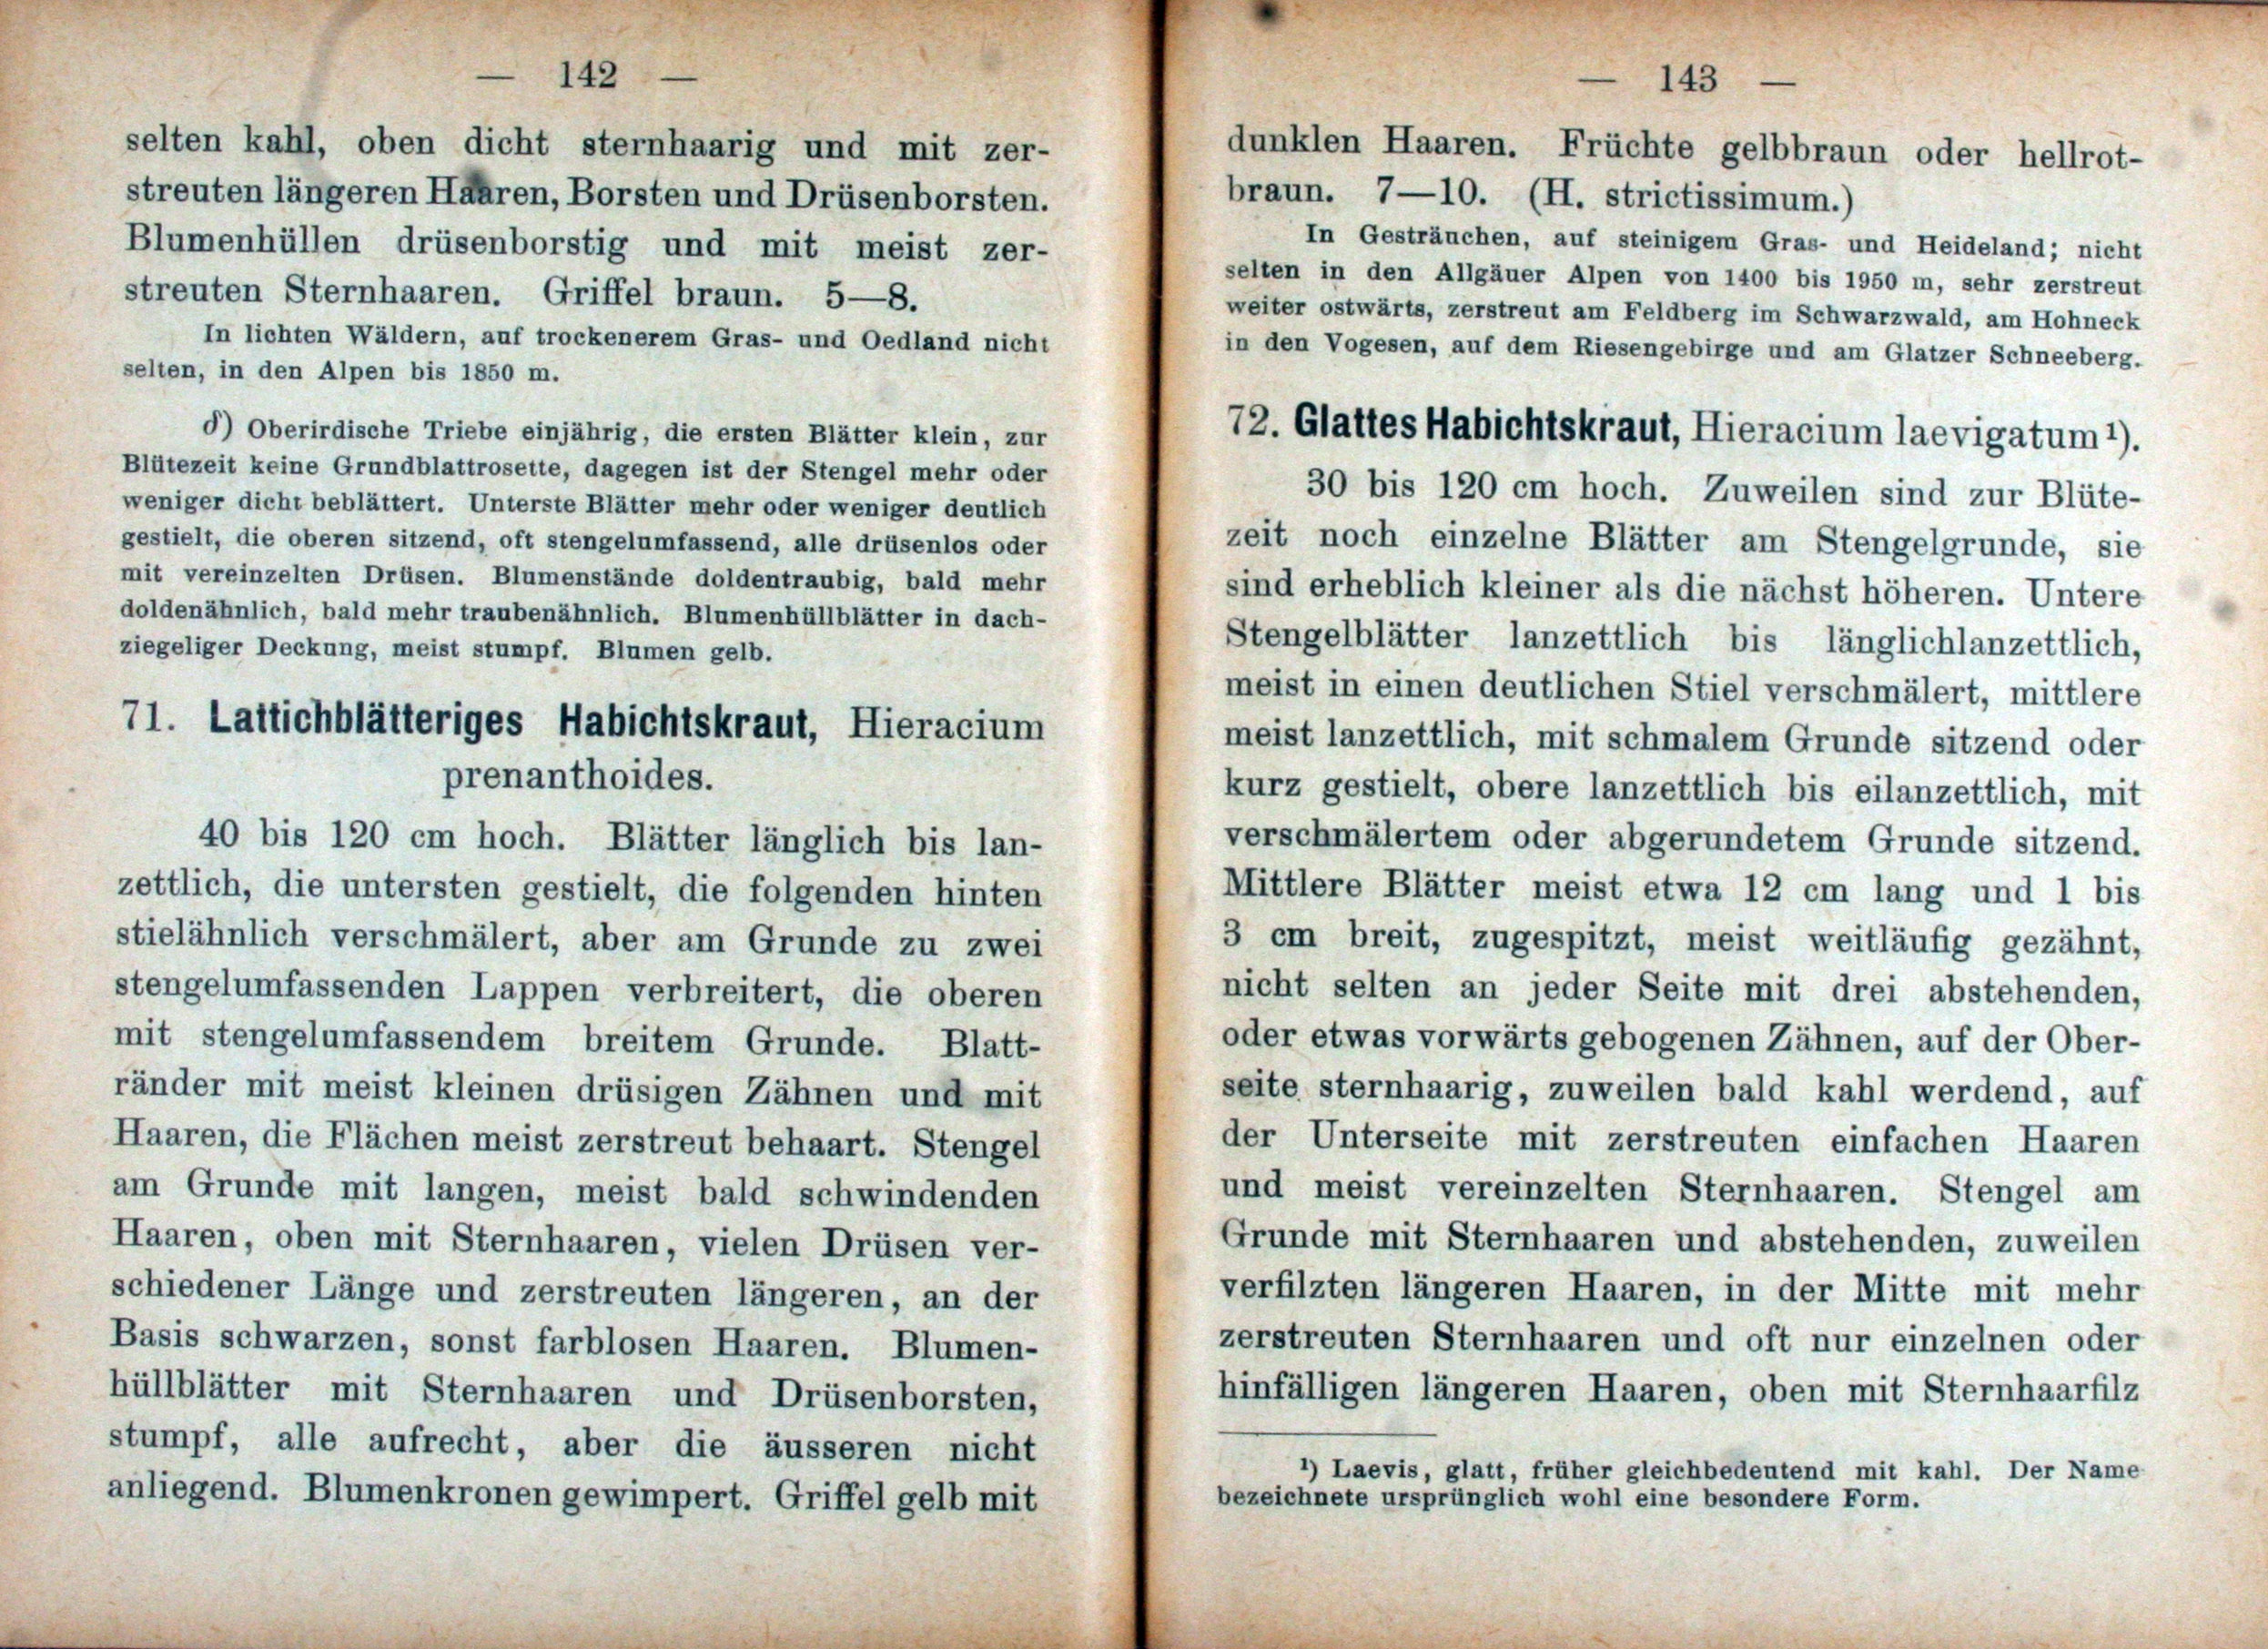 — 142 —
selten kahl, oben dicht sternhaarig und mit zer-
streuten längeren Haaren, Borsten und Drüsenborsten.
Blumenhüllen drüsenborstig und mit meist zer-
streuten Sternhaaren. Griffel braun. 5—8.
In lichten Wäldern, auf trockenerem Gras- und Oedland nicht
selten, in den Alpen bis 1850 m.
δ) Oberirdische Triebe einjährig, die ersten Blätter klein, zur
Blütezeit keine Grundblattrosette, dagegen ist der Stengel mehr oder
weniger dicht beblättert. Unterste Blätter mehr oder weniger deutlich
gestielt, die oberen sitzend, oft stengelumfassend, alle drüsenlos oder
mit vereinzelten Drüsen. Blumenstände doldentraubig, bald mehr
doldenähnlich, bald mehr traubenähnlich. Blumenhüllblätter in dach-
ziegeliger Deckung, meist stumpf. Blumen gelb.
71. Lattichblätteriges Habichtskraut, Hieracium
prenanthoides.
40 bis 120 cm hoch. Blätter länglich bis lan-
zettlich, die untersten gestielt, die folgenden hinten
stielähnlich verschmälert, aber am Grunde zu zwei
stengelumfassenden Lappen verbreitert, die oberen
mit stengelumfassendem breitem Grunde. Blatt-
ränder mit meist kleinen drüsigen Zähnen und mit
Haaren, die Flächen meist zerstreut behaart. Stengel
am Grunde mit langen, meist bald schwindenden
Haaren, oben mit Sternhaaren, vielen Drüsen ver-
schiedener Länge und zerstreuten längeren, an der
Basis schwarzen, sonst farblosen Haaren. Blumen-
hüllblätter mit Sternhaaren und Drüsenborsten,
stumpf, alle aufrecht, aber die äusseren nicht
anliegend. Blumenkronen gewimpert. Griffel gelb mit
— 143 —
dunklen Haaren. Früchte gelbbraun oder hellrot-
braun. 7—10. (H. strictissimum.)
In Gesträuchen, auf steinigem Gras- und Heideland; nicht
selten in den Allgäuer Alpen von 1400 bis 1950 m, sehr zerstreut
weiter ostwärts, zerstreut am Feldberg im Schwarzwald, am Hohneck
in den Vogesen, auf dem Riesengebirge und am Glatzer Schneeberg.
72. Glattes Habichtskraut, Hieracium laevigatum ¹).
30 bis 120 cm hoch. Zuweilen sind zur Blüte-
zeit noch einzelne Blätter am Stengelgrunde, sie
sind erheblich kleiner als die nächst höheren. Untere
Stengelblätter lanzettlich bis länglichlanzettlich,
meist in einen deutlichen Stiel verschmälert, mittlere
meist lanzettlich, mit schmalem Grunde sitzend oder
kurz gestielt, obere lanzettlich bis eilanzettlich, mit
verschmälertem oder abgerundetem Grunde sitzend.
Mittlere Blätter meist etwa 12 cm lang und 1 bis
3 cm breit, zugespitzt, meist weitläufig gezähnt,
nicht selten an jeder Seite mit drei abstehenden,
oder etwas vorwärts gebogenen Zähnen, auf der Ober-
seite sternhaarig, zuweilen bald kahl werdend, auf
der Unterseite mit zerstreuten einfachen Haaren
und meist vereinzelten Sternhaaren. Stengel am
Grunde mit Sternhaaren und abstehenden, zuweilen
verfilzten längeren Haaren, in der Mitte mit mehr
zerstreuten Sternhaaren und oft nur einzelnen oder
hinfälligen längeren Haaren, oben mit Sternhaarfilz
¹) Laevis, glatt, früher gleichbedeutend mit kahl. Der Name
bezeichnete ursprünglich wohl eine besondere Form.